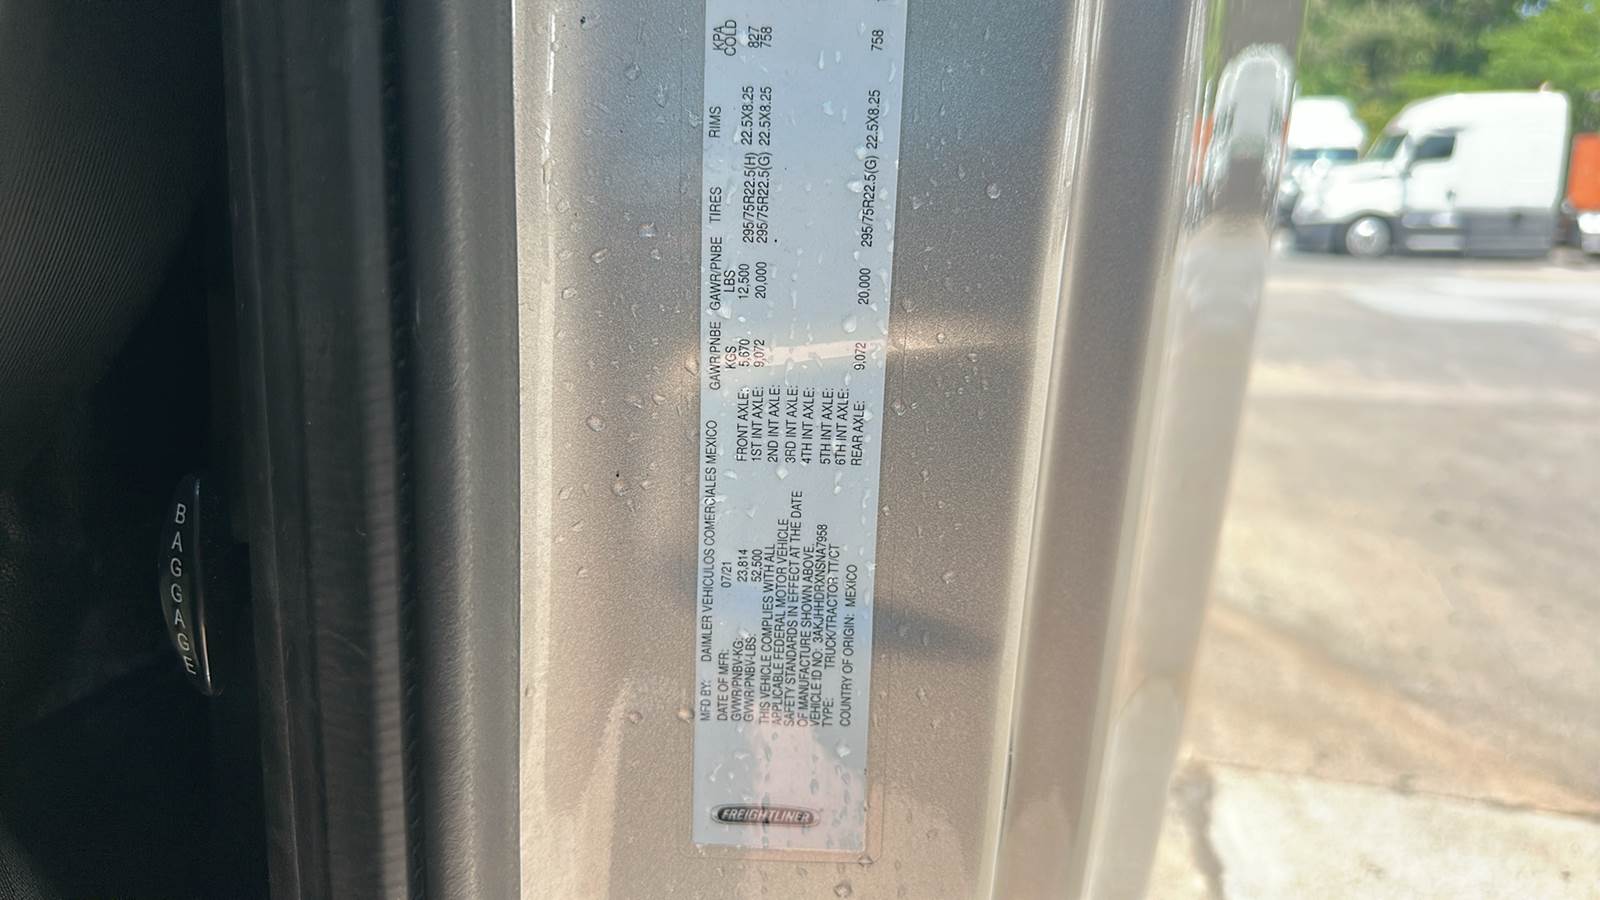 MFD BY: DAIMLER VEHICULOS COMERCIALES MEXICO
DATE OF MFR: 07/21
GVWR/PNBV-KG: 23,814
GVWR/PNBV-LBS: 52,500
THIS VEHICLE COMPLIES WITH ALL
APPLICABLE FEDERAL MOTOR VEHICLE
SAFETY STANDARDS IN EFFECT AT THE DATE
OF MANUFACTURE SHOWN ABOVE.
VEHICLE ID NO: 3AKJHHDRXNSNA7958
TYPE: TRUCK/TRACTOR TT/CT
COUNTRY OF ORIGIN: MEXICO
GAWR/PNBE GAWR/PNBE TIRES RIMS KPA
KGS LBS COLD
FRONT AXLE: 5,670 12,500 295/75R22.5(H) 22.5X8.25 827
1ST INT AXLE: 9,072 20,000 295/75R22.5(G) 22.5X8.25 758
2ND INT AXLE:
3RD INT AXLE:
4TH INT AXLE:
5TH INT AXLE:
6TH INT AXLE:
REAR AXLE: 9,072 20,000 295/75R22.5(G) 22.5X8.25 758
FREIGHTLINER
BAGGAGE